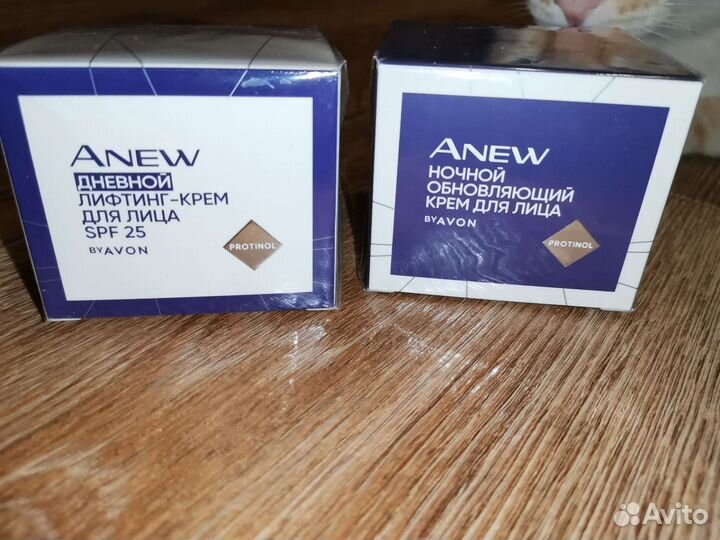 ANEW
ДНЕВНОЙ
ЛИФТИНГ-КРЕМ
ДЛЯ ЛИЦА
SPF 25
BY AVON
PROTINOL
ANEW
НОЧНОЙ
ОБНОВЛЯЮЩИЙ
КРЕМ ДЛЯ ЛИЦА
BY AVON
PROTINOL
Avito